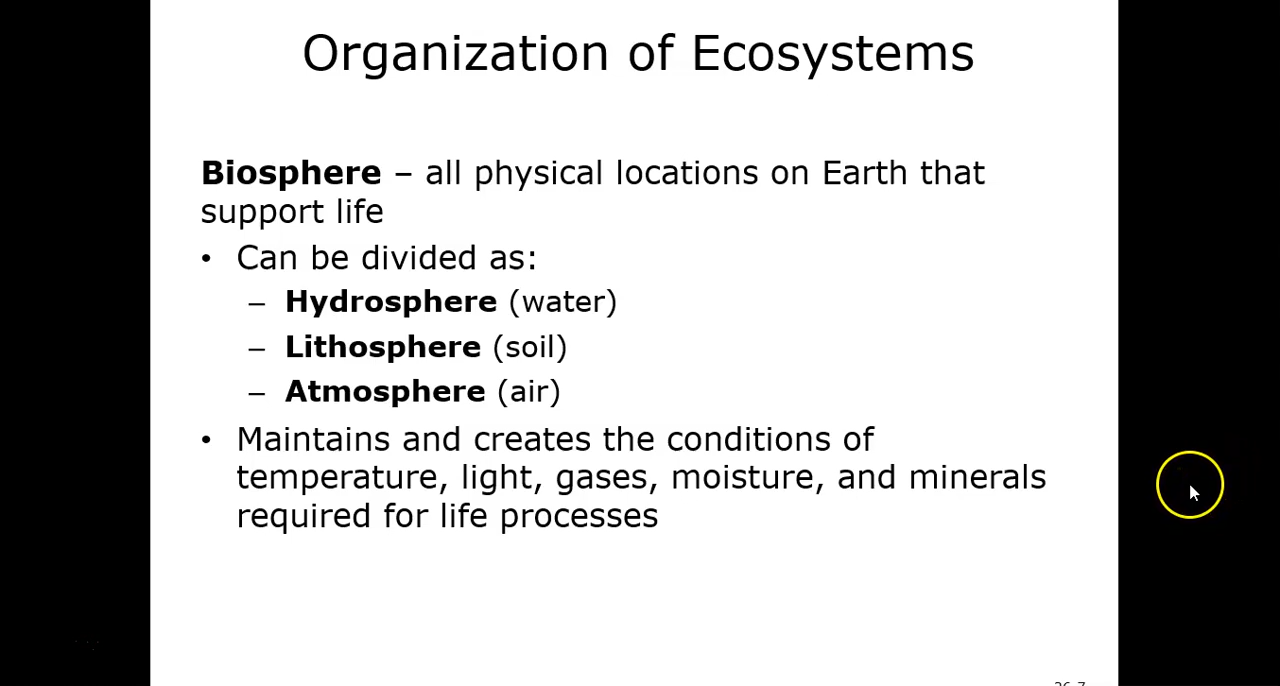 Organization of Ecosystems
Biosphere – all physical locations on Earth that
support life
• Can be divided as:
– Hydrosphere (water)
– Lithosphere (soil)
– Atmosphere (air)
• Maintains and creates the conditions of
temperature, light, gases, moisture, and minerals
required for life processes